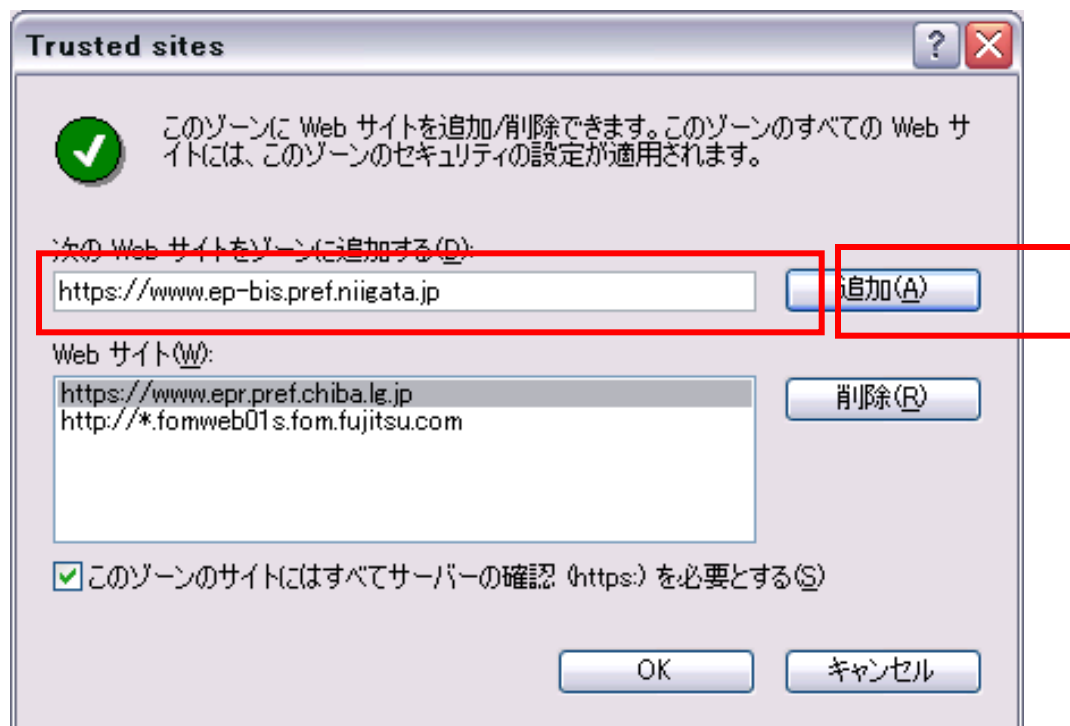 Trusted sites
このゾーンに Web サイトを追加/削除できます。このゾーンのすべての Web サ
イトには、このゾーンのセキュリティの設定が適用されます。
次の Web サイトをゾーンに追加する(D):
https://www.ep-bis.pref.niigata.jp
追加(A)
Web サイト(W):
https://www.epr.pref.chiba.lg.jp
http://*.fomweb01s.fom.fujitsu.com
削除(R)
このゾーンのサイトにはすべてサーバーの確認 (https:) を必要とする(S)
OK
キャンセル